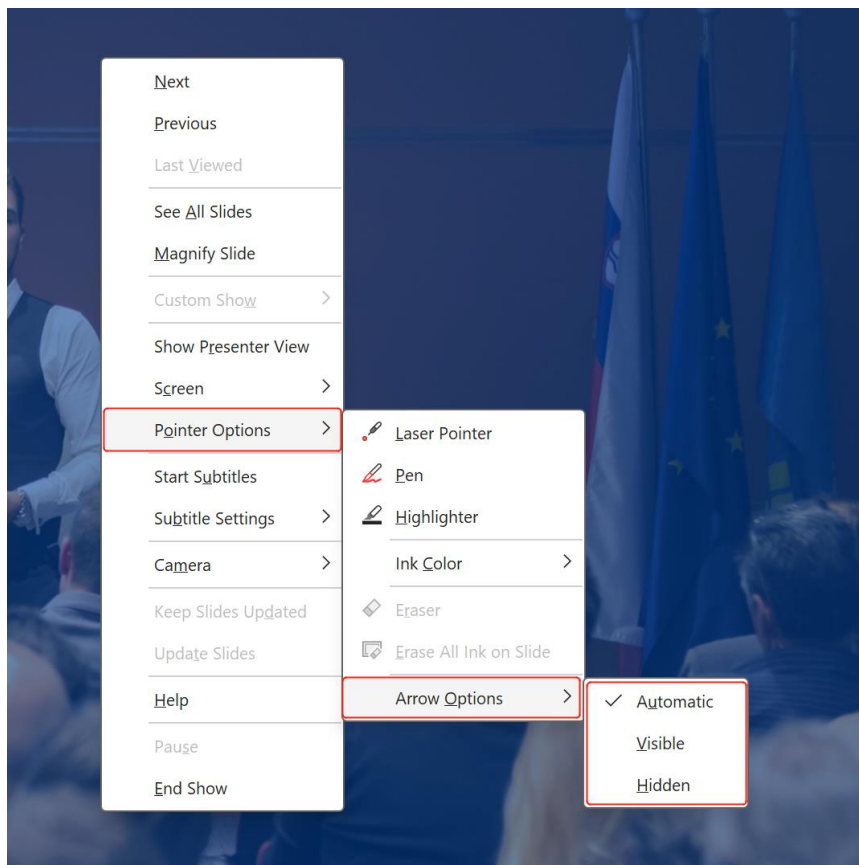 Next
Previous
Last Viewed
See All Slides
Magnify Slide
Custom Show
Show Presenter View
Screen
Pointer Options
Start Subtitles
Subtitle Settings
Camera
Keep Slides Updated
Update Slides
Help
Pause
End Show
Laser Pointer
Pen
Highlighter
Ink Color
Eraser
Erase All Ink on Slide
Arrow Options
Automatic
Visible
Hidden